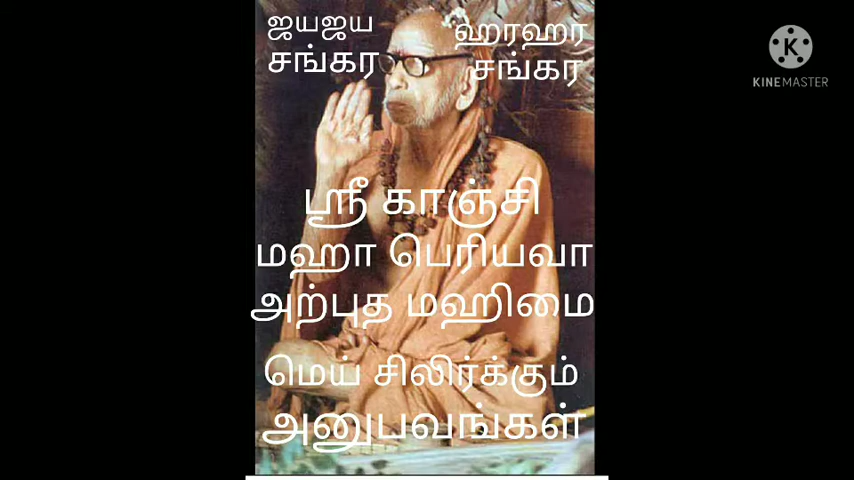 ஜயஜய
சங்கர
ஹரஹர
சங்கர
KINEMASTER
ஸ்ரீ காஞ்சி
மஹா பெரியவா
அற்புத மஹிமை
மெய் சிலிர்க்கும்
அனுபவங்கள்